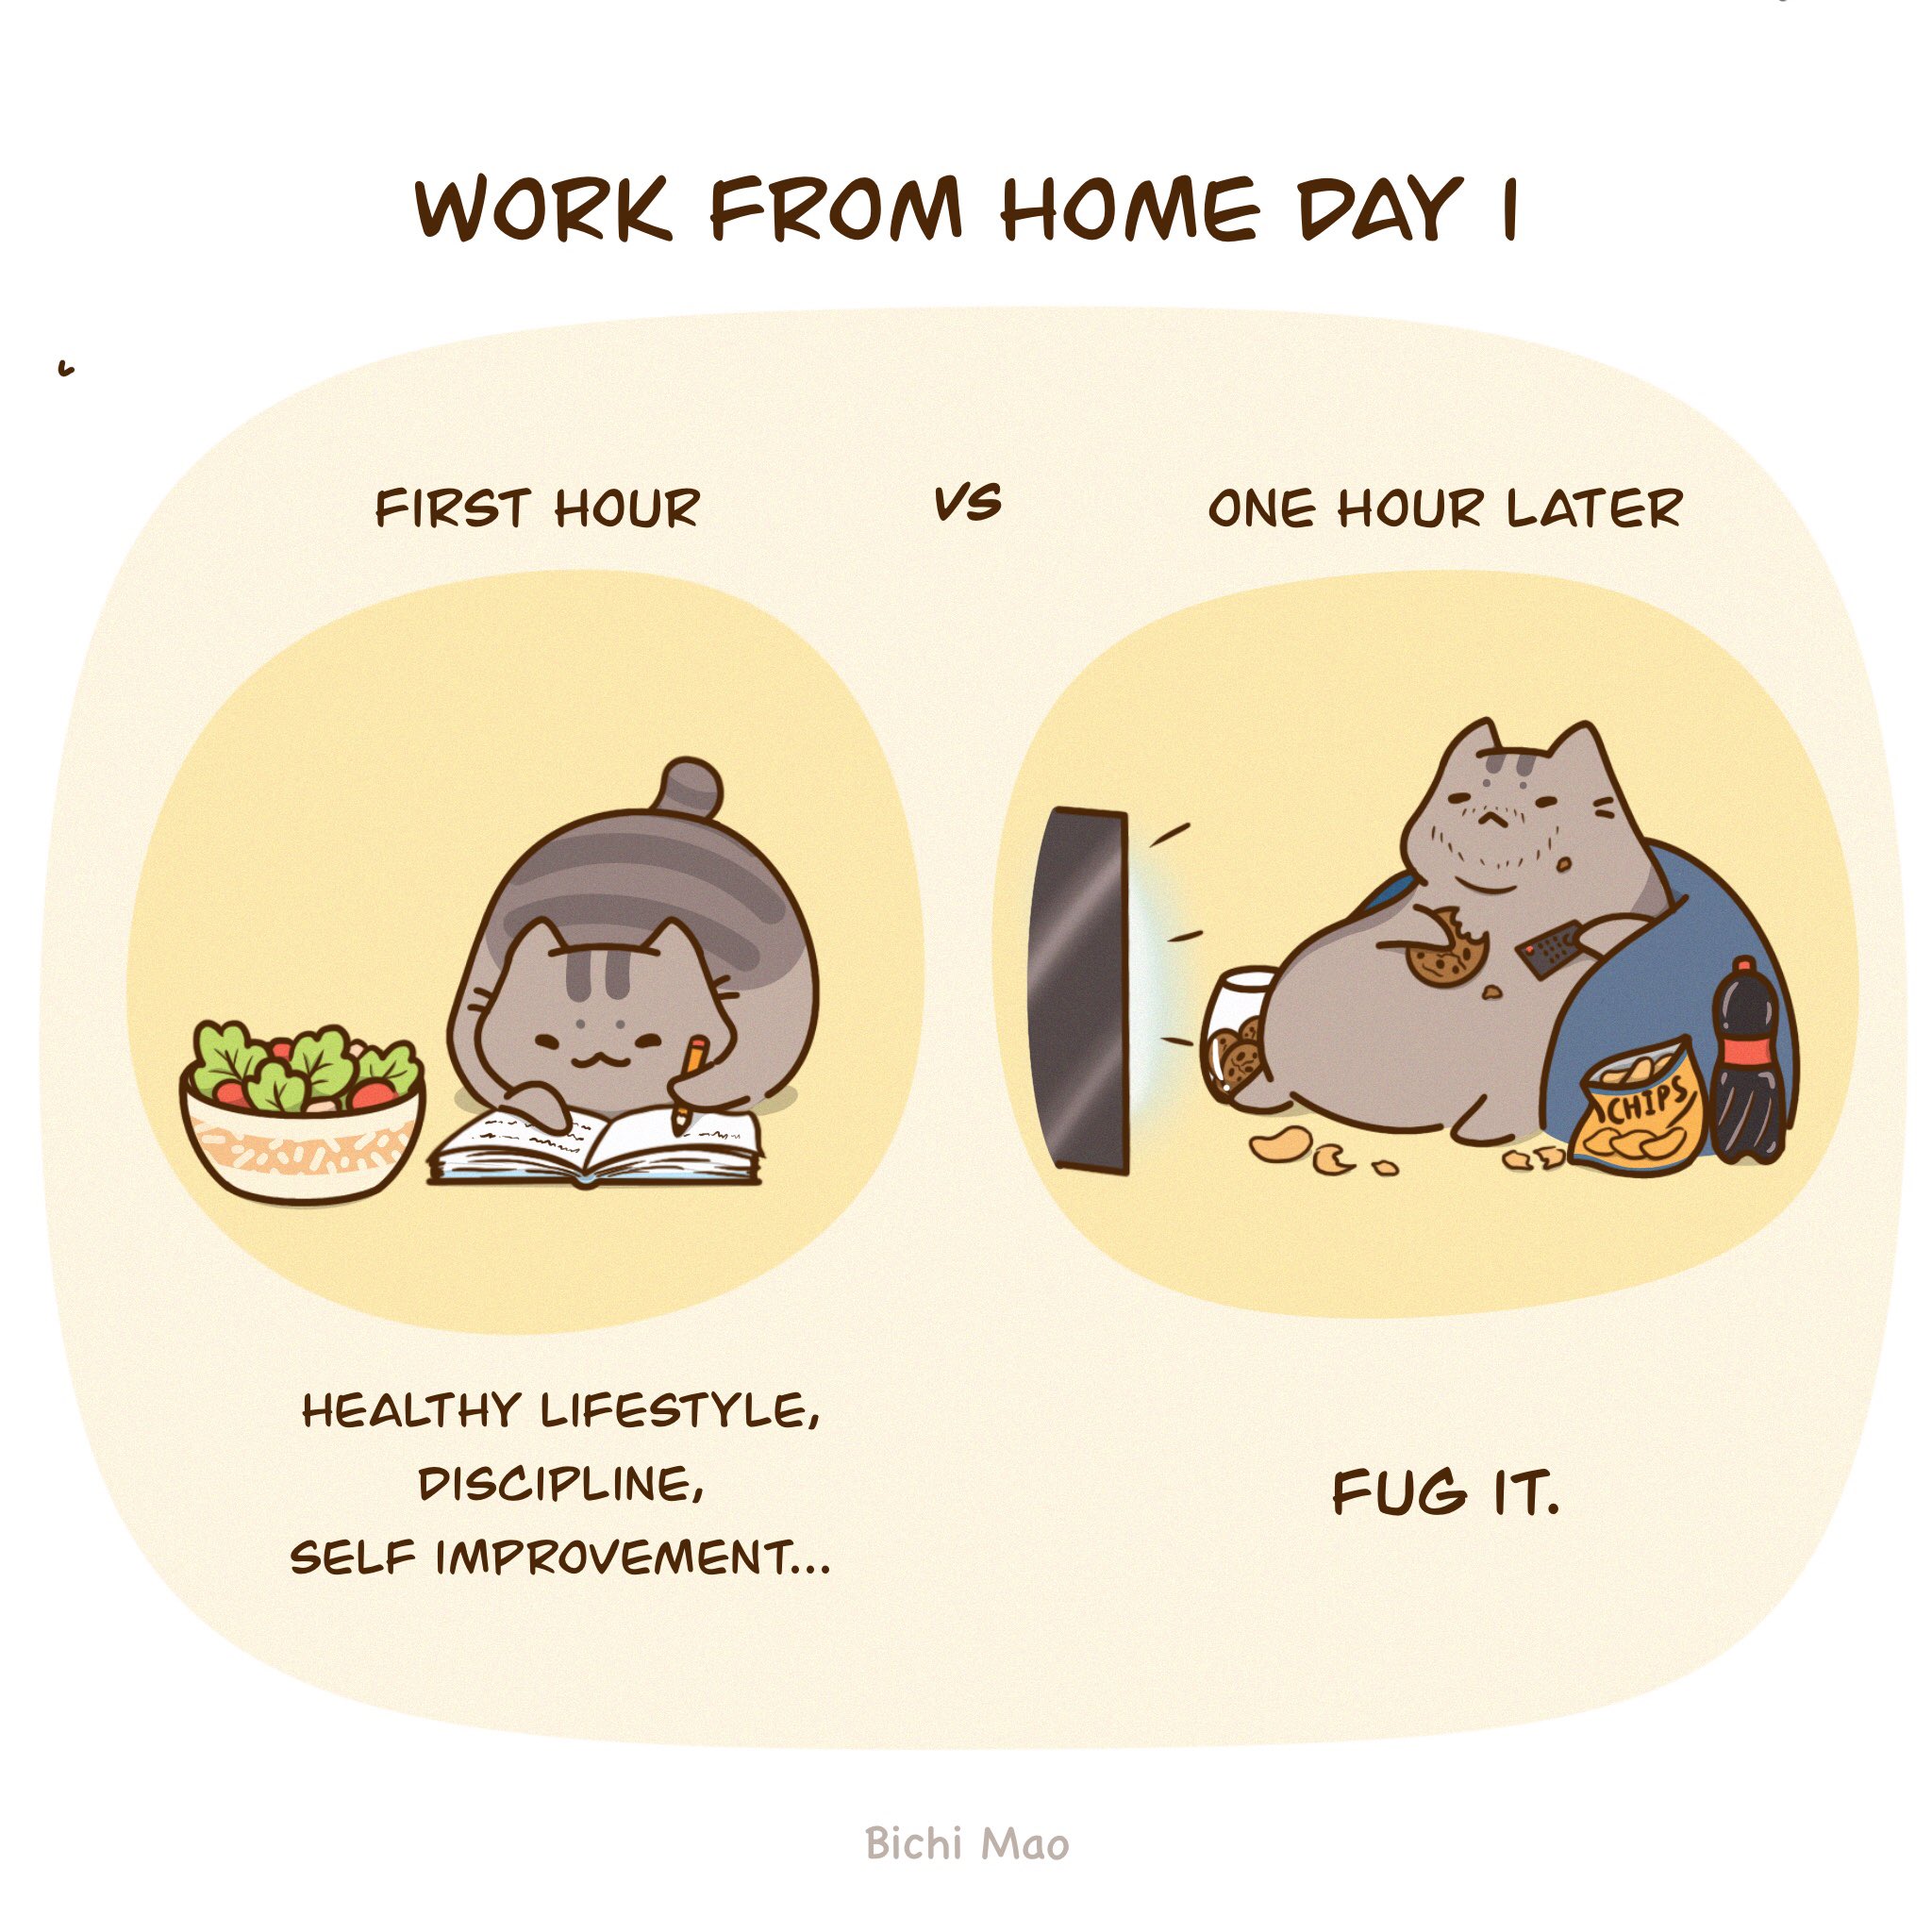 WORK FROM HOME DAY 1
FIRST HOUR
VS
ONE HOUR LATER
CHIPS
HEALTHY LIFESTYLE,
DISCIPLINE,
SELF IMPROVEMENT...
FUG IT.
Bichi Mao